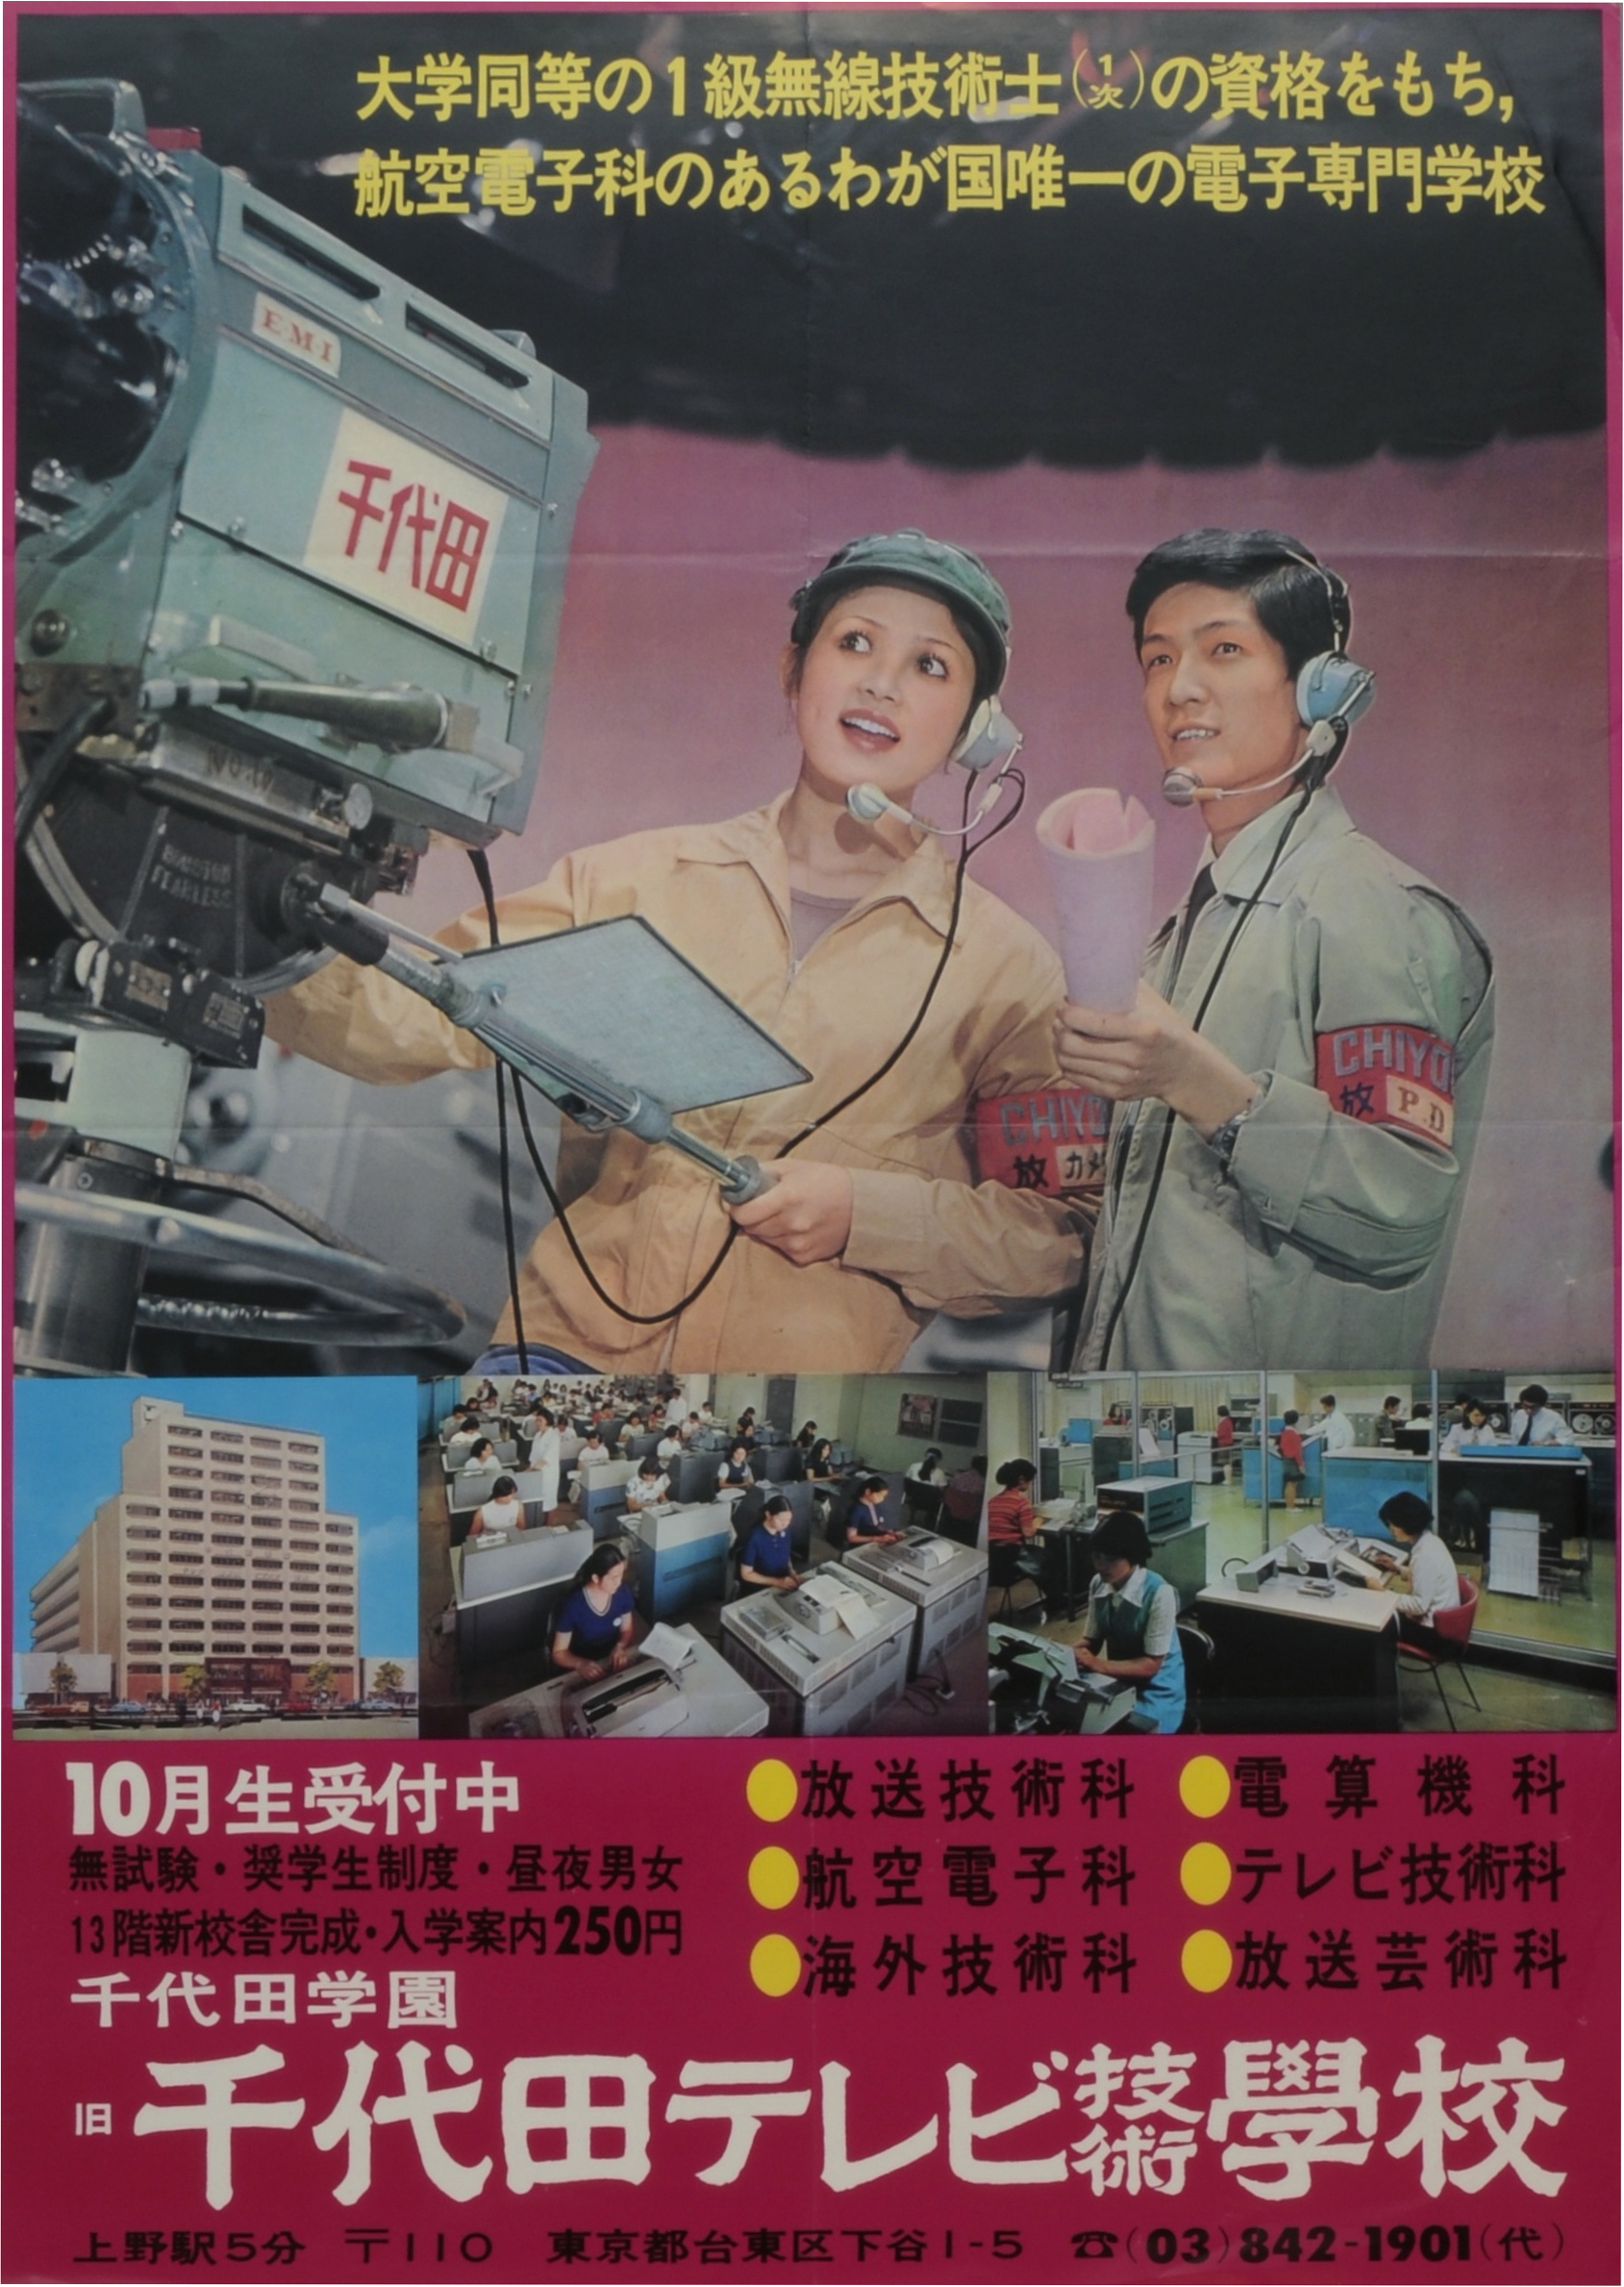 大学同等の1級無線技術士(1次)の資格をもち,
航空電子科のあるわが国唯一の電子専門学校
E·M·I
千代田
CHIYO
放 P.D
CHIYO
放 カメ
10月生受付中
無試験・奨学生制度・昼夜男女
13階新校舎完成・入学案内250円
●放送技術科 ●電算機科
●航空電子科 ●テレビ技術科
●海外技術科 ●放送芸術科
千代田学園
旧千代田テレビ技術學校
上野駅5分 〒110 東京都台東区下谷1-5 ☎(03)842-1901(代)